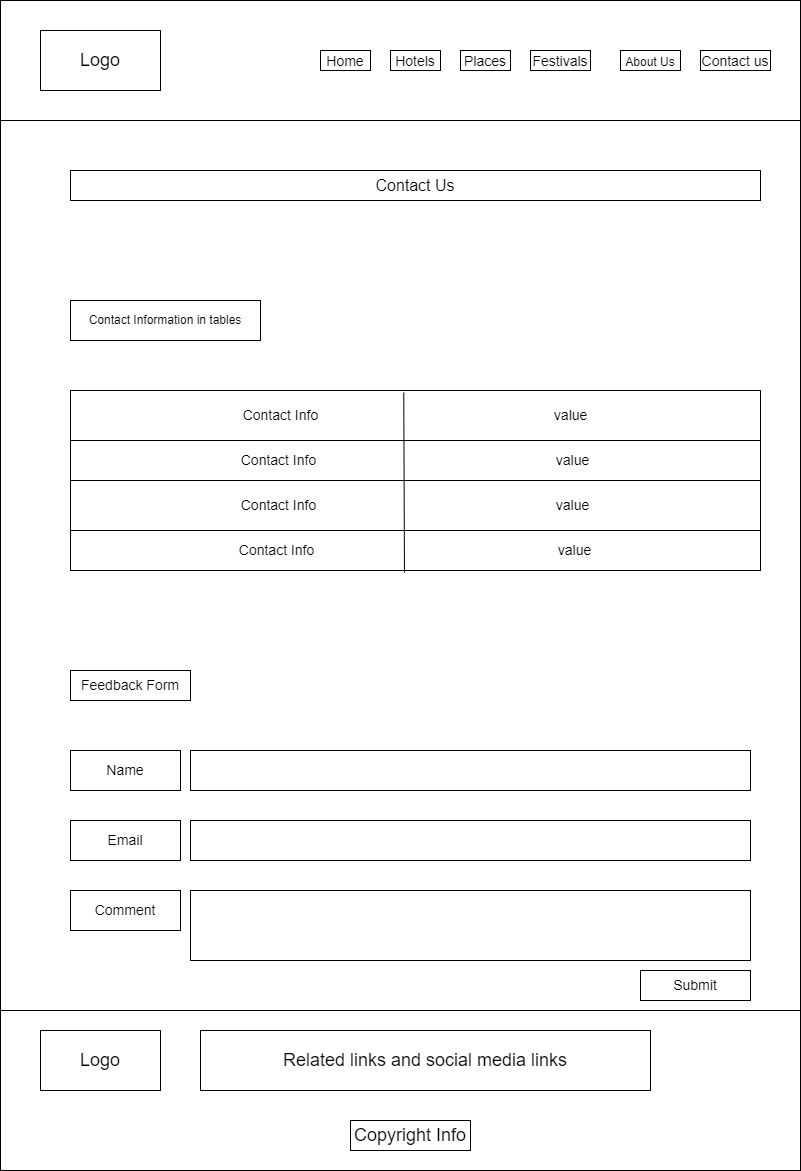 Logo
Home Hotels Places Festivals About Us Contact us
Contact Us
Contact Information in tables
Contact Info value
Contact Info value
Contact Info value
Contact Info value
Feedback Form
Name
Email
Comment
Submit
Logo
Related links and social media links
Copyright Info